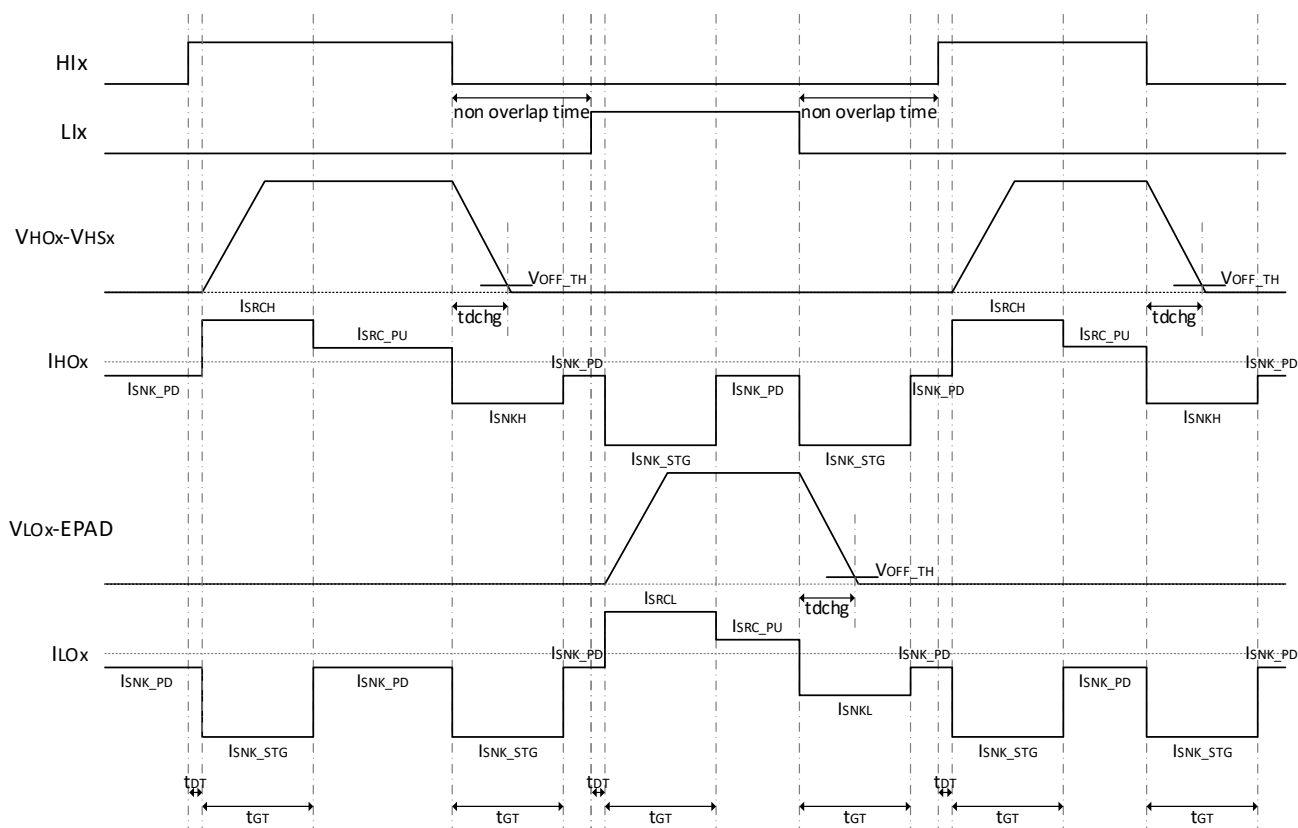 HIx
non overlap time
non overlap time
LIx
VHOx-VHSx
VOFF_TH
VOFF_TH
tdchg
tdchg
ISRCH
ISRCH
ISRC_PU
ISRC_PU
IHOx
ISNK_PD
ISNK_PD
ISNK_PD
ISNK_PD
ISNK_PD
ISNKH
ISNKH
ISNK_STG
ISNK_STG
VLOx-EPAD
VOFF_TH
tdchg
ISRCL
ISRC_PU
ILOx
ISNK_PD
ISNK_PD
ISNK_PD
ISNK_PD
ISNK_PD
ISNK_PD
ISNKL
ISNK_STG
ISNK_STG
ISNK_STG
ISNK_STG
tDT
tDT
tDT
tGT
tGT
tGT
tGT
tGT
tGT